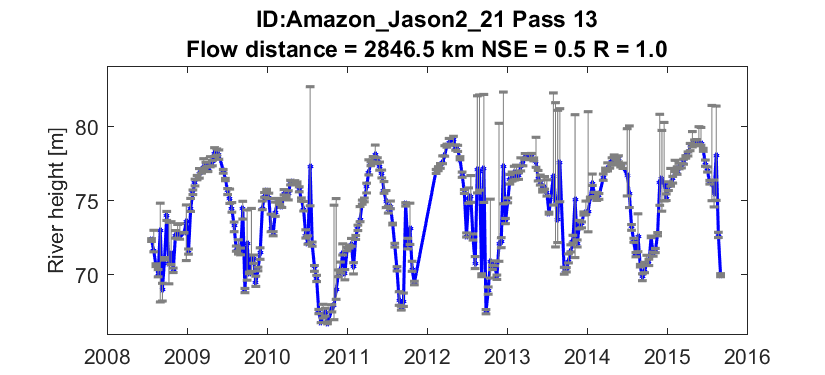 ID:Amazon_Jason2_21 Pass 13
Flow distance = 2846.5 km NSE = 0.5 R = 1.0
River height [m]
80
75
70
2008 2009 2010 2011 2012 2013 2014 2015 2016